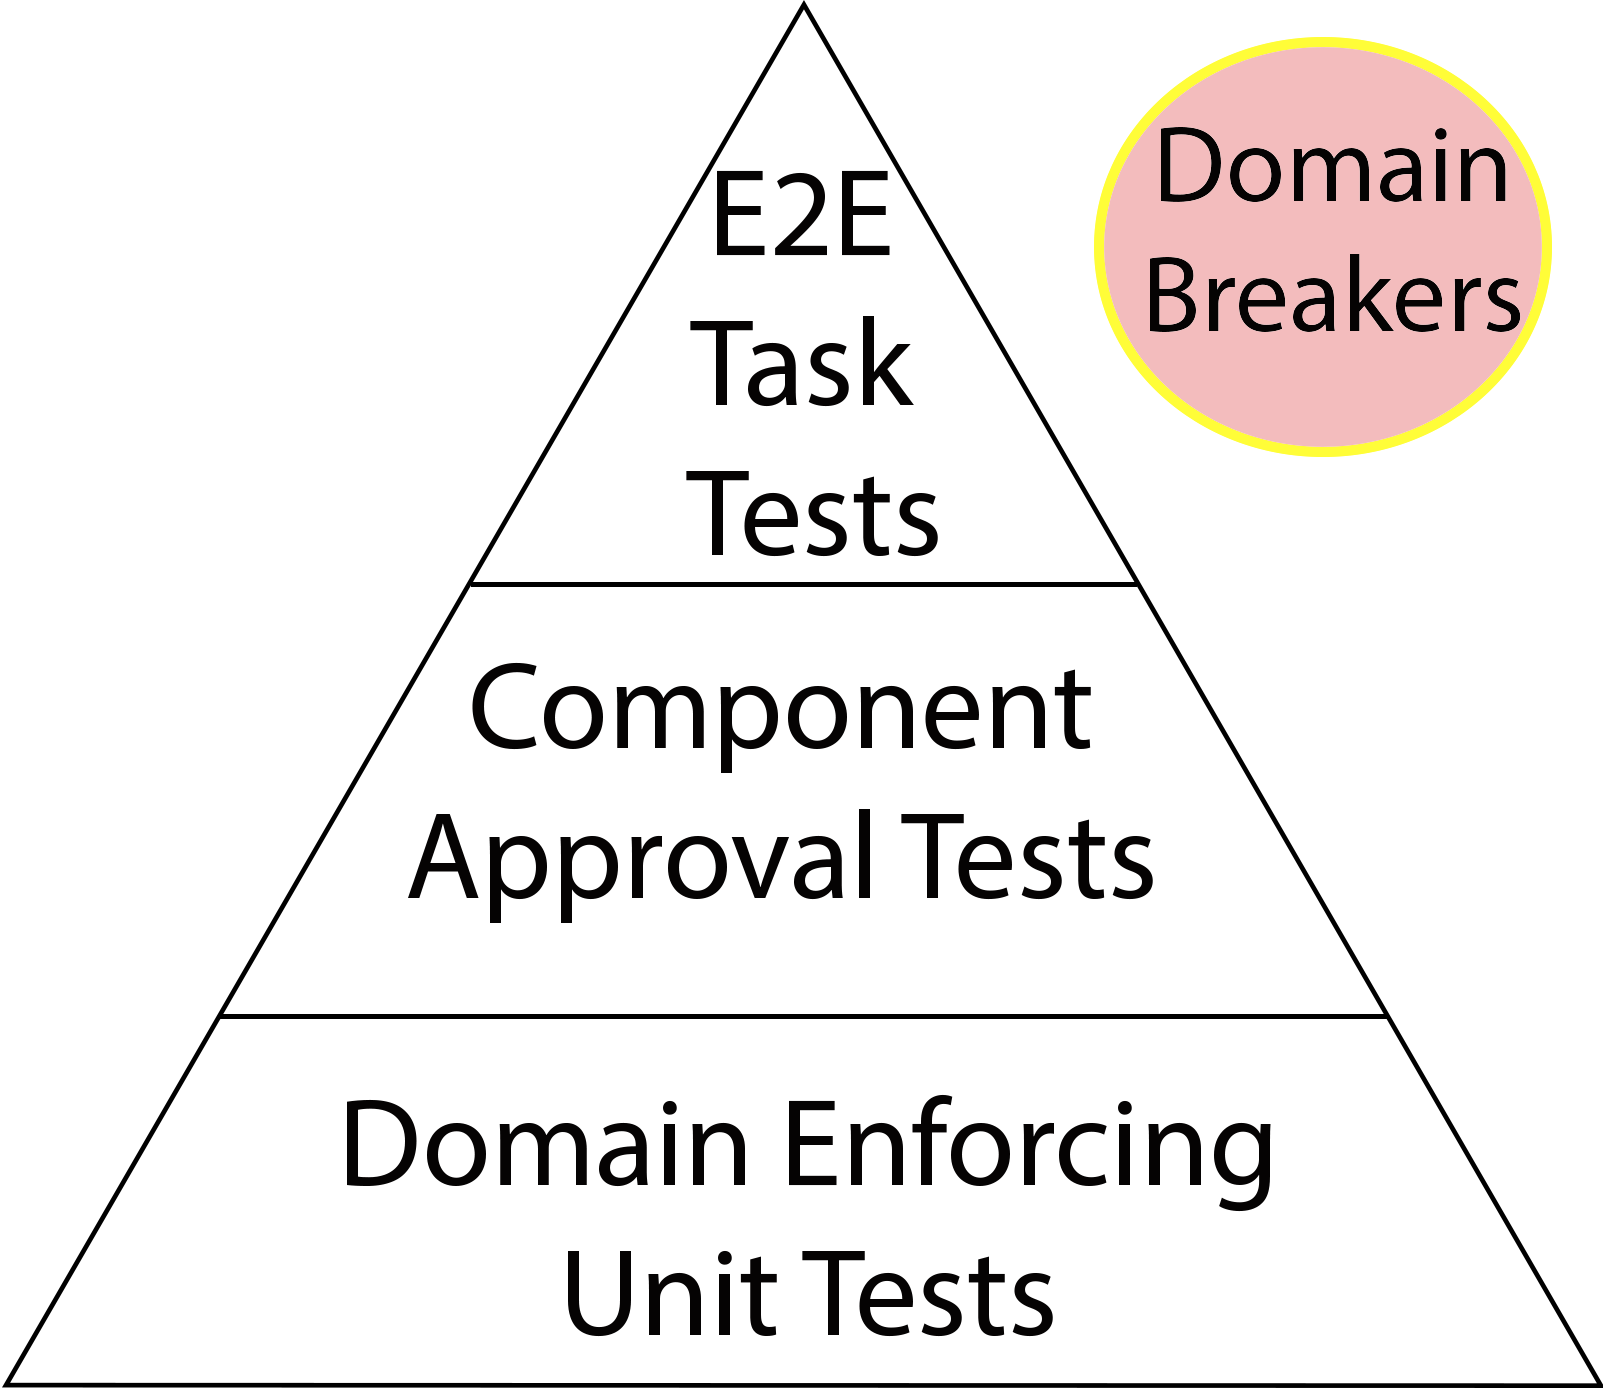 E2E
Task
Tests
Domain
Breakers
Component
Approval Tests
Domain Enforcing
Unit Tests